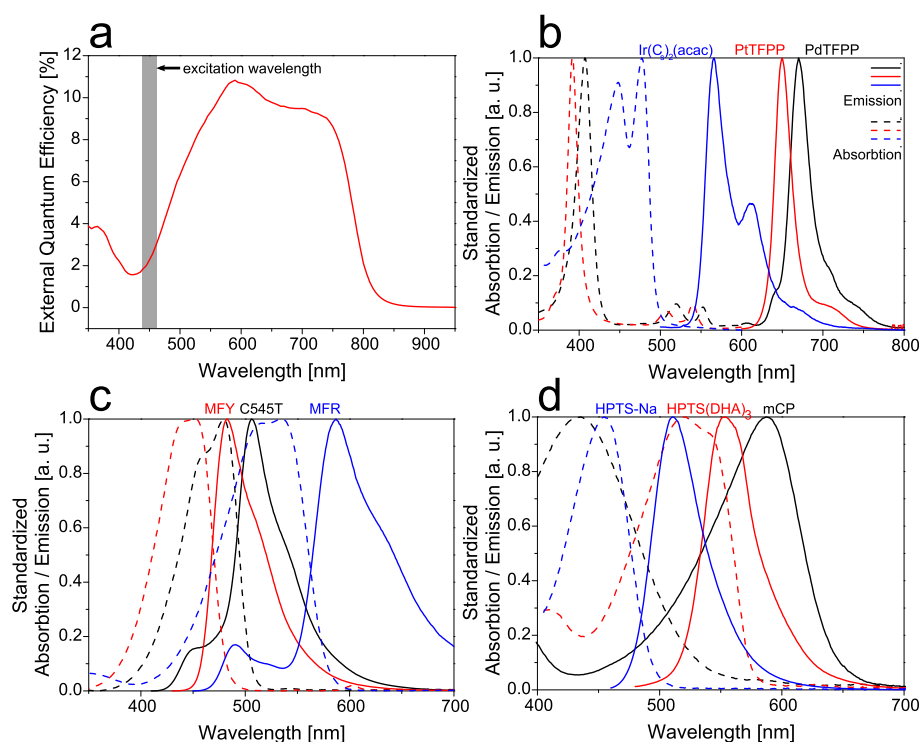 a
External Quantum Efficiency [%]
12
10
8
6
4
2
0
excitation wavelength
400 500 600 700 800 900
Wavelength [nm]
b
Ir(C₅)₂(acac) PtTFPP PdTFPP
Standardized
Absorbtion / Emission [a. u.]
1.0
0.8
0.6
0.4
0.2
0.0
Emission
Absorbtion
400 500 600 700 800
Wavelength [nm]
c
MFY C545T MFR
Standardized
Absorbtion / Emission [a. u.]
1.0
0.8
0.6
0.4
0.2
0.0
400 500 600 700
Wavelength [nm]
d
HPTS-Na HPTS(DHA)₃ mCP
Standardized
Absorbtion / Emission [a. u.]
1.0
0.8
0.6
0.4
0.2
0.0
400 500 600 700
Wavelength [nm]